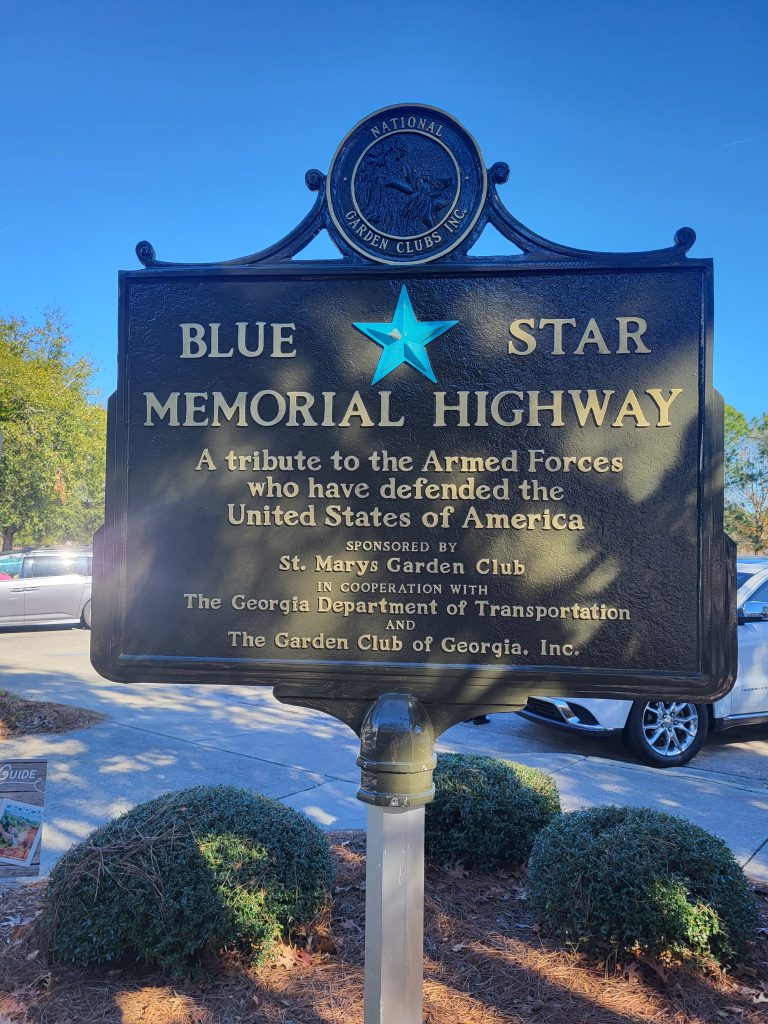 NATIONAL
GARDEN CLUBS INC.
BLUE STAR
MEMORIAL HIGHWAY
A tribute to the Armed Forces
who have defended the
United States of America
SPONSORED BY
St. Marys Garden Club
IN COOPERATION WITH
The Georgia Department of Transportation
AND
The Garden Club of Georgia, Inc.
GUIDE